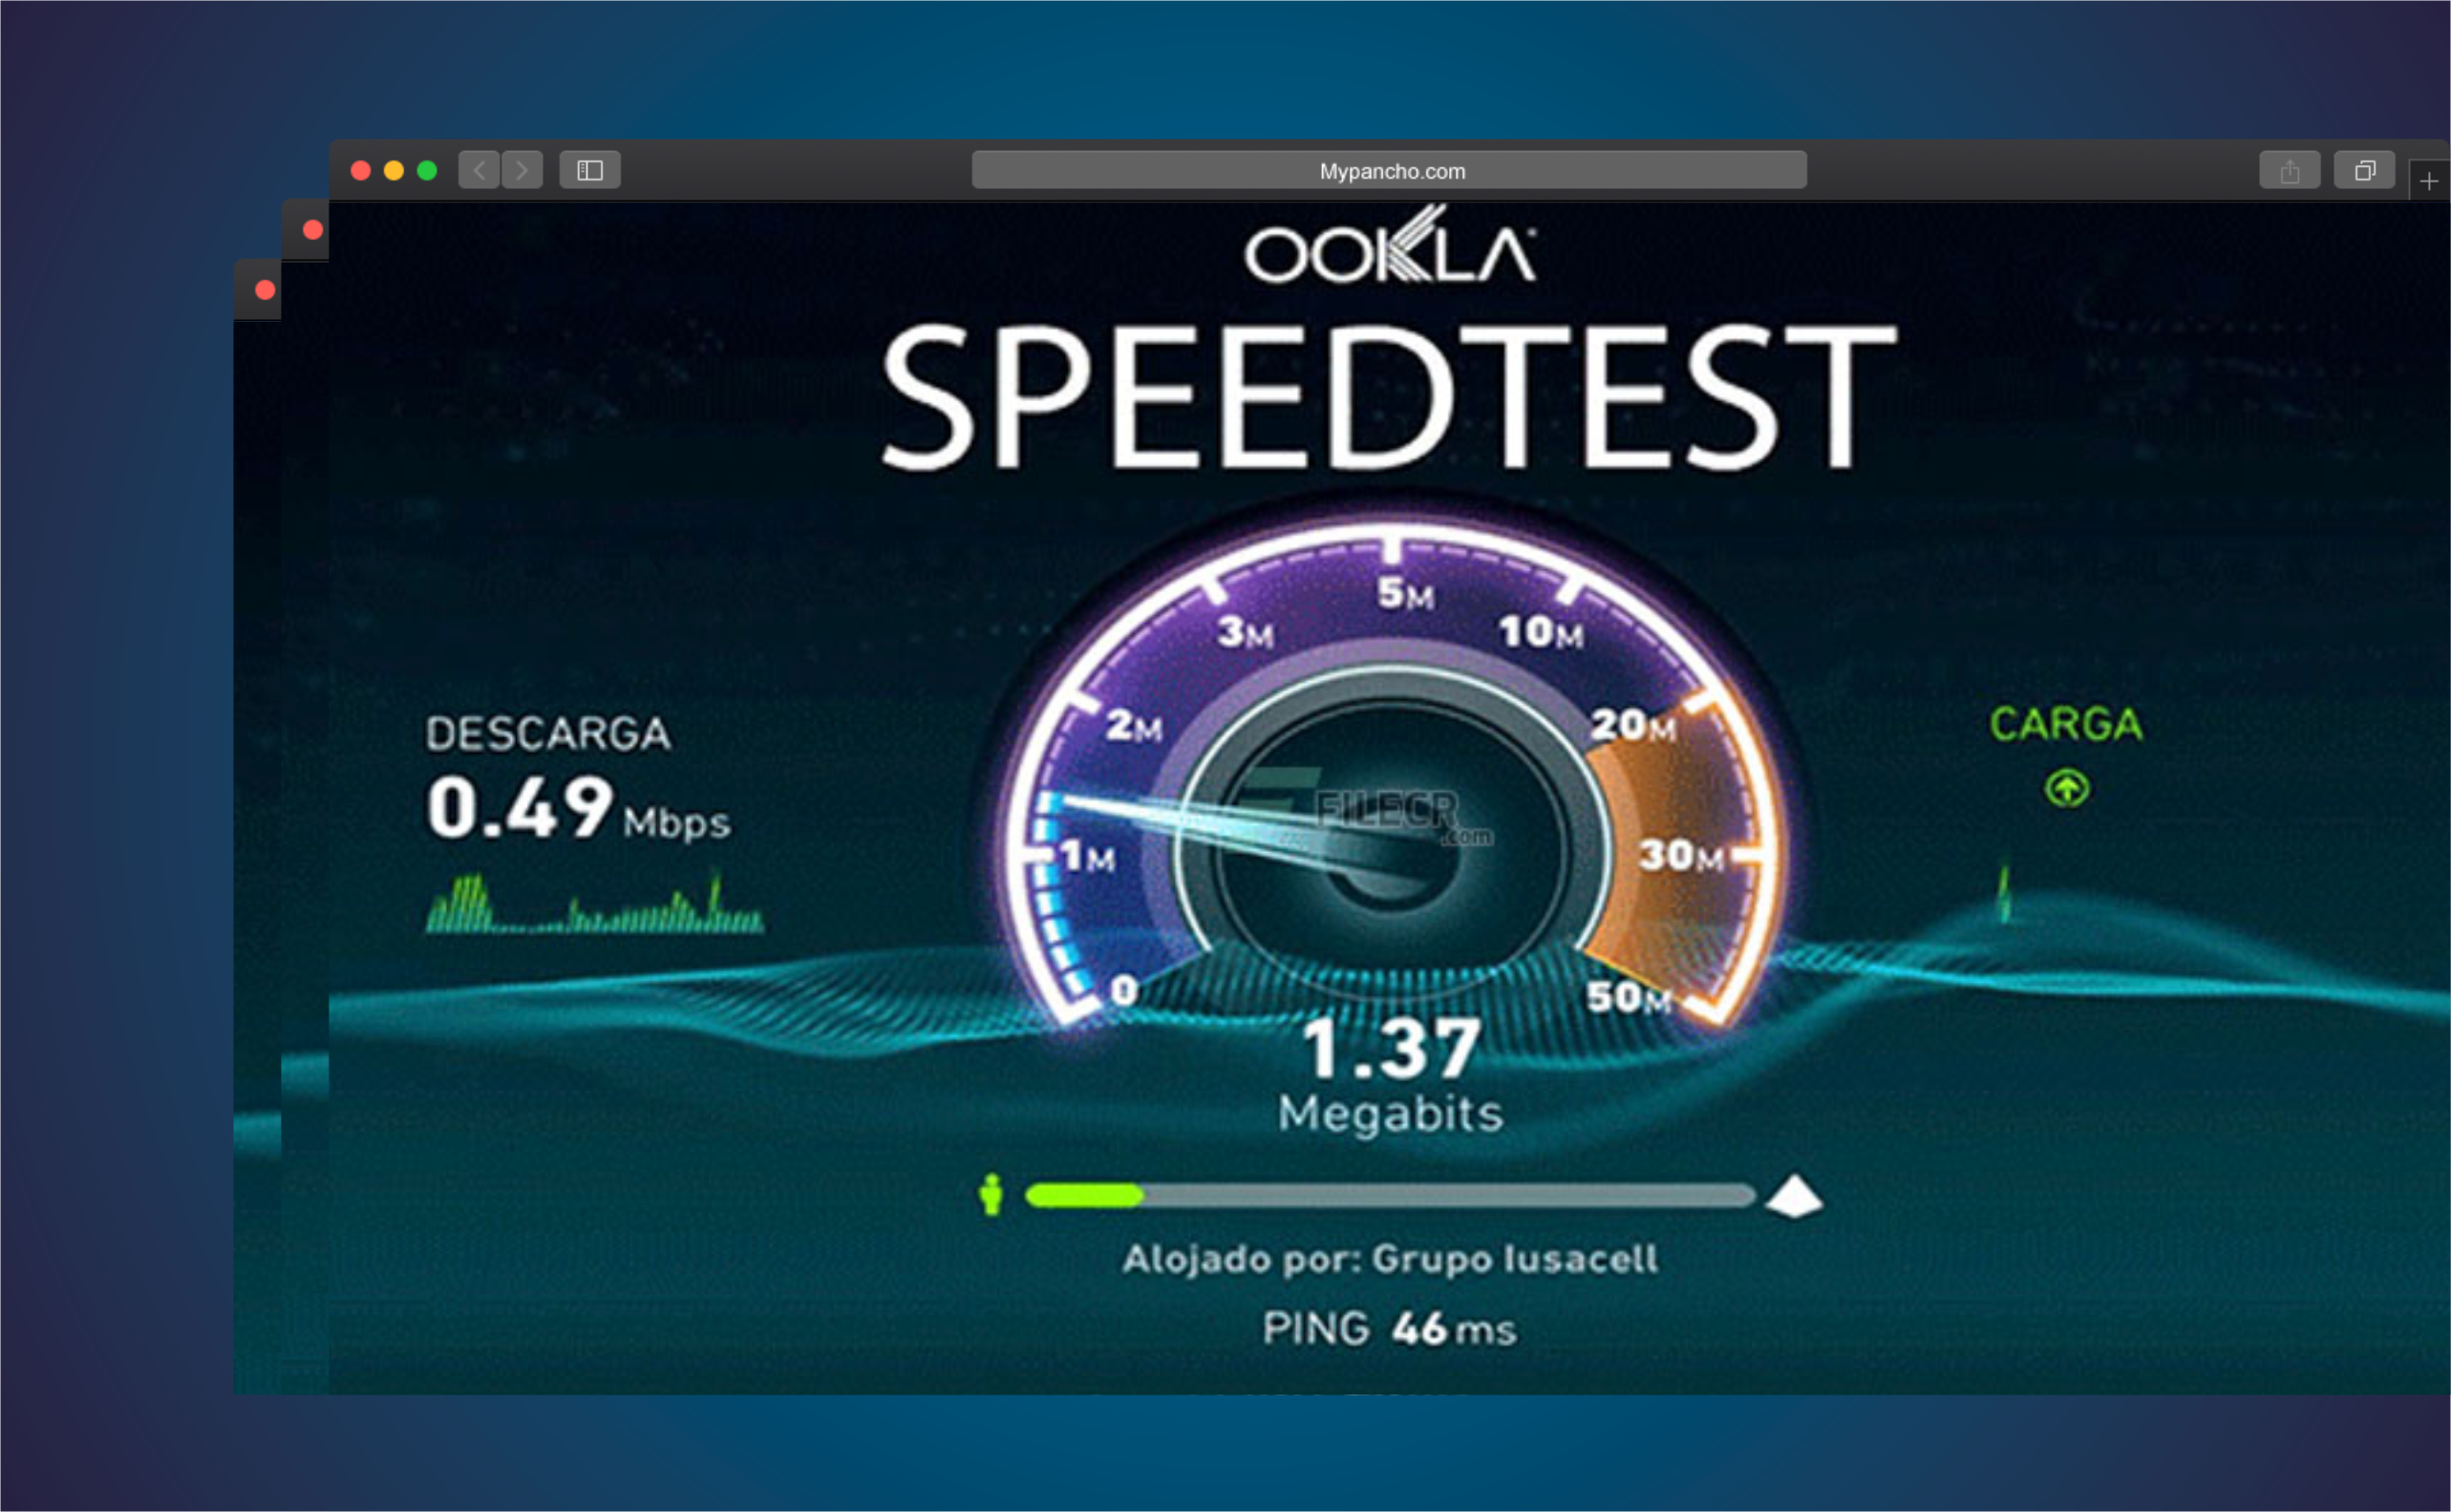 Mypancho.com
OOKLA
SPEEDTEST
5M
3M
10M
2M
20M
1M
30M
0
50M
DESCARGA
0.49 Mbps
CARGA
FILECR
.com
1.37
Megabits
Alojado por: Grupo Iusacell
PING 46 ms